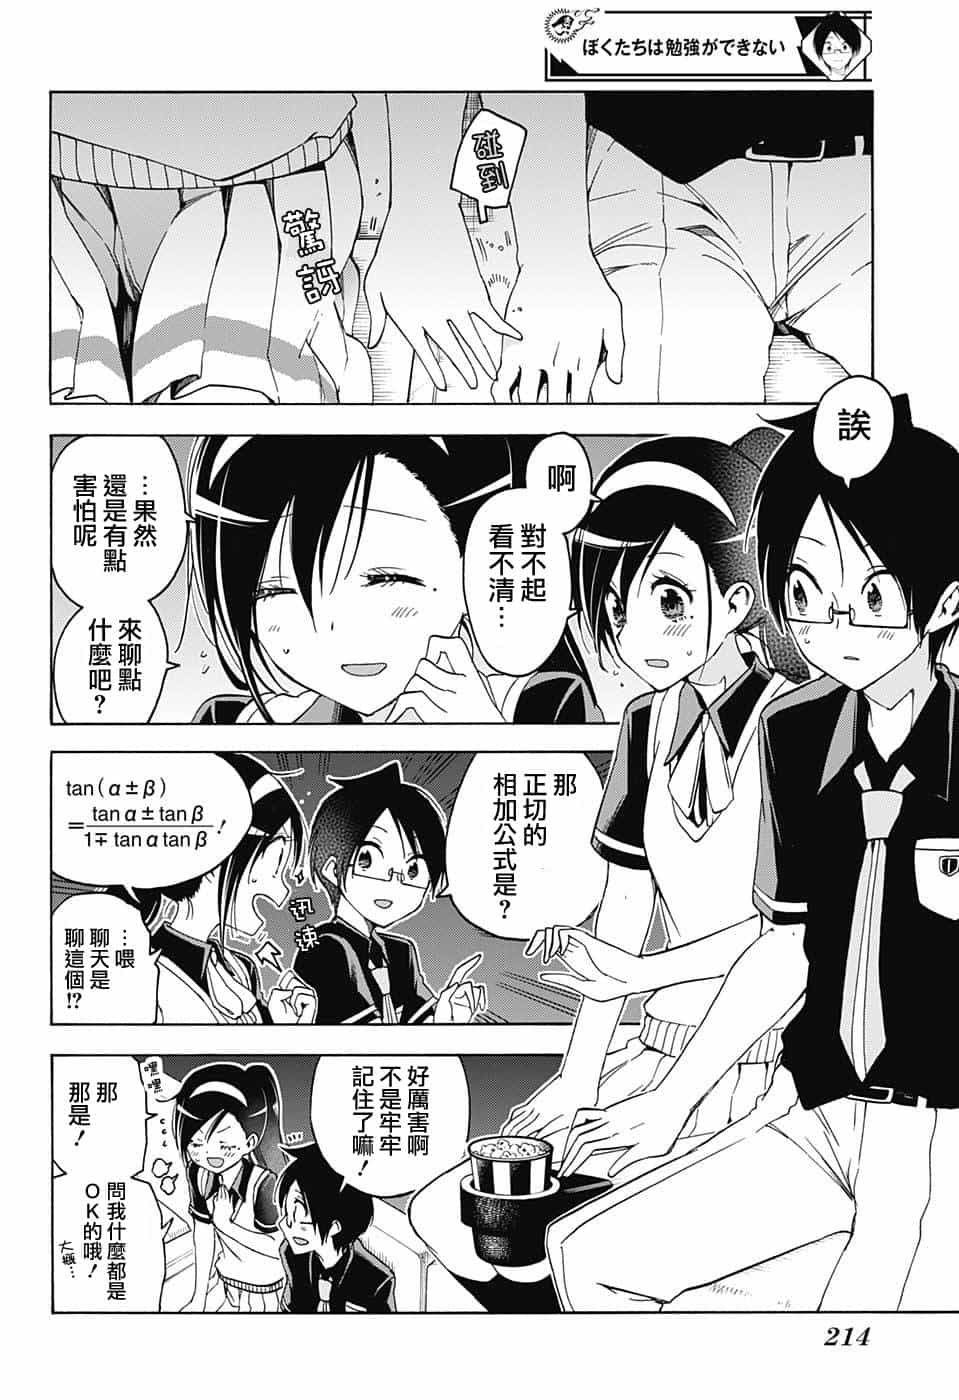 ぼくたちは勉強ができない
碰到
驚訝
誒
啊
對不起
看不清…
…果然
還是有點
害怕呢
來聊點
什麼吧?
那
正切的
相加公式是?
迅速
tan(α±β)
=tanα±tanβ/1∓tanαtanβ!
…喂
聊天是
聊這個!?
好厲害啊
不是牢牢
記住了嘛!
嘿嘿
那
那是!
問我什麼都是
OK的哦!
大概…
214